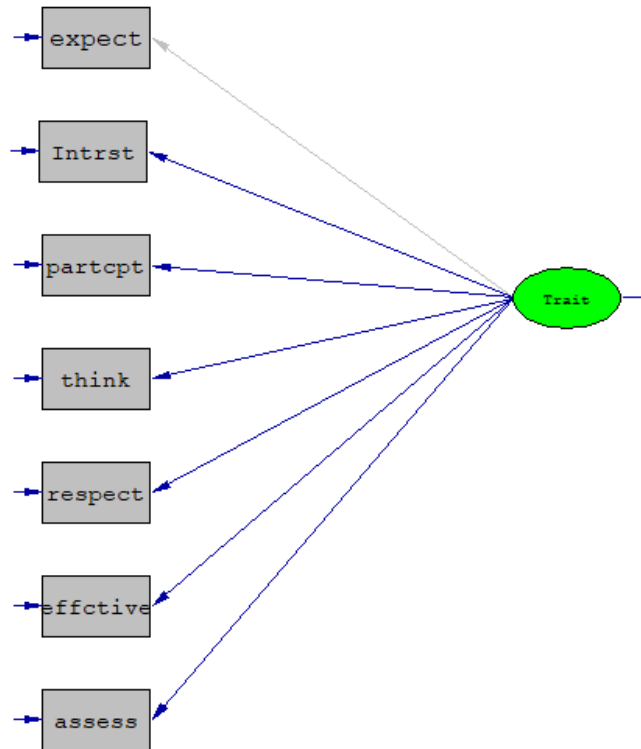 expect
Intrst
partcpt
Trait
think
respect
effctive
assess